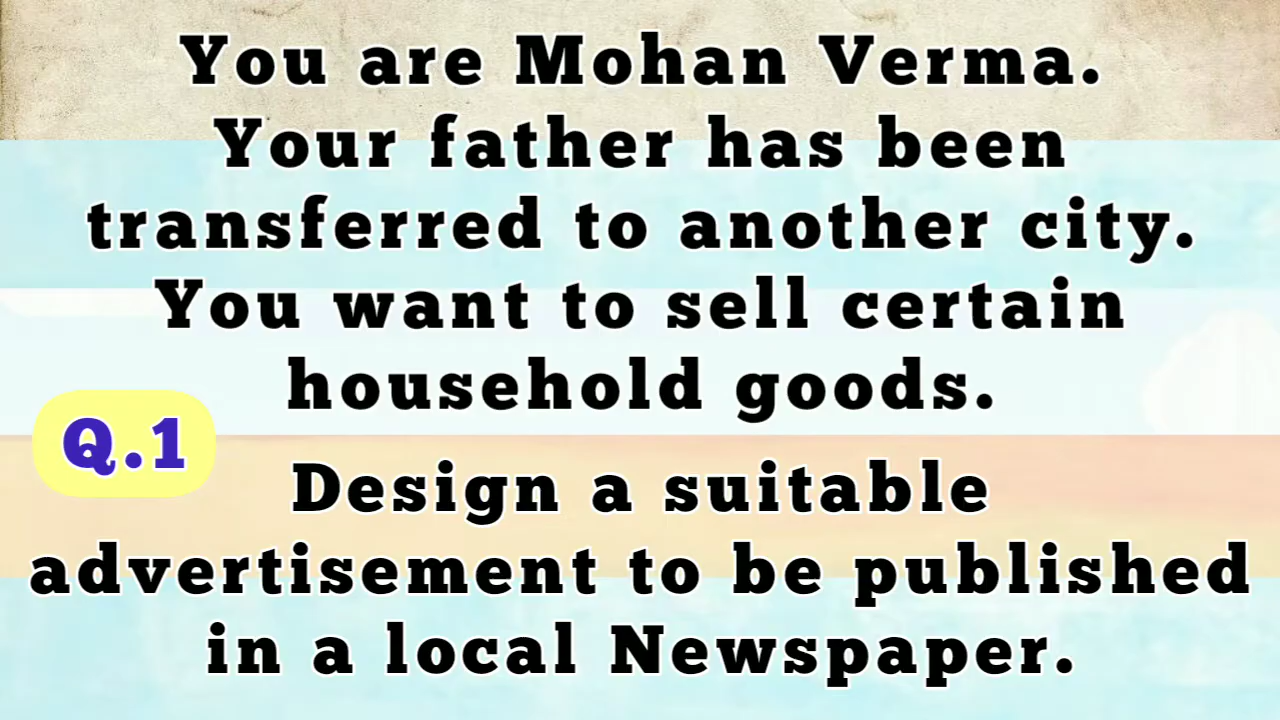 You are Mohan Verma.
Your father has been
transferred to another city.
You want to sell certain
household goods.
Q.1
Design a suitable
advertisement to be published
in a local Newspaper.